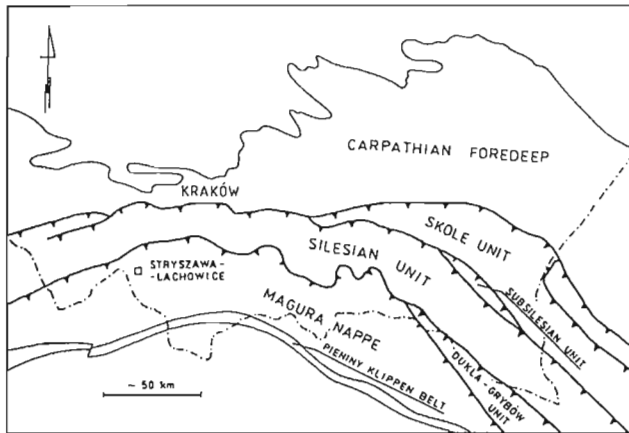 CARPATHIAN FOREDEEP
KRAKÓW
SKOLE UNIT
SILESIAN UNIT
STRYSZAWA-
-LACHOWICE
SUBSILESIAN UNIT
MAGURA NAPPE
PIENINY KLIPPEN BELT
DUKLA-GRYBÓW
UNIT
~ 50 km